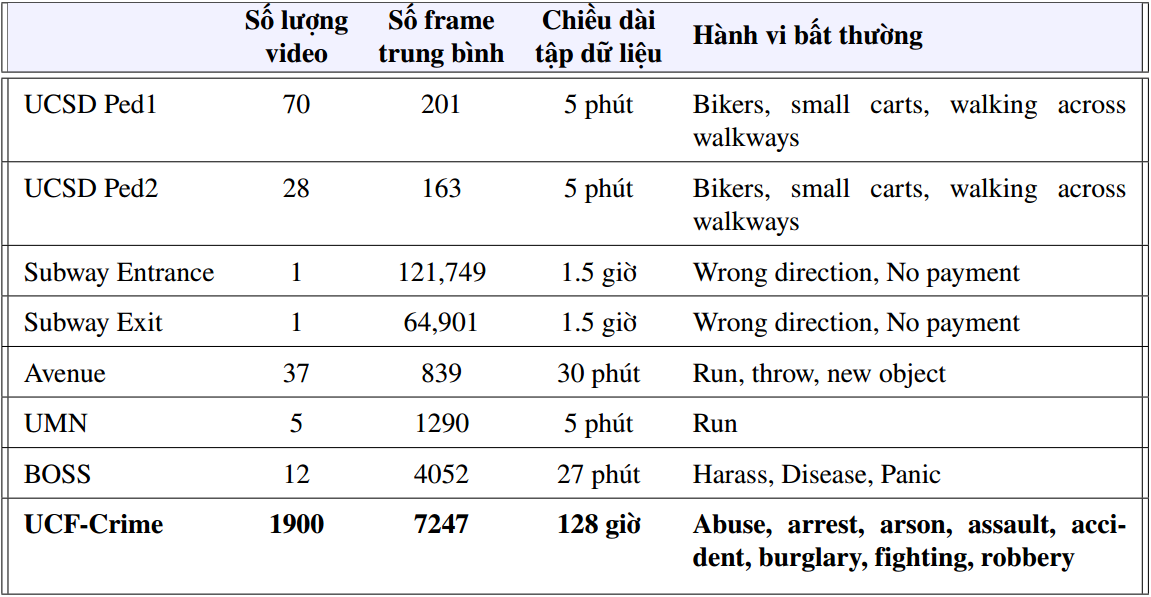 Số lượng video Số frame trung bình Chiều dài tập dữ liệu Hành vi bất thường
UCSD Ped1 70 201 5 phút Bikers, small carts, walking across
walkways
UCSD Ped2 28 163 5 phút Bikers, small carts, walking across
walkways
Subway Entrance 1 121,749 1.5 giờ Wrong direction, No payment
Subway Exit 1 64,901 1.5 giờ Wrong direction, No payment
Avenue 37 839 30 phút Run, throw, new object
UMN 5 1290 5 phút Run
BOSS 12 4052 27 phút Harass, Disease, Panic
UCF-Crime 1900 7247 128 giờ Abuse, arrest, arson, assault, acci-
dent, burglary, fighting, robbery